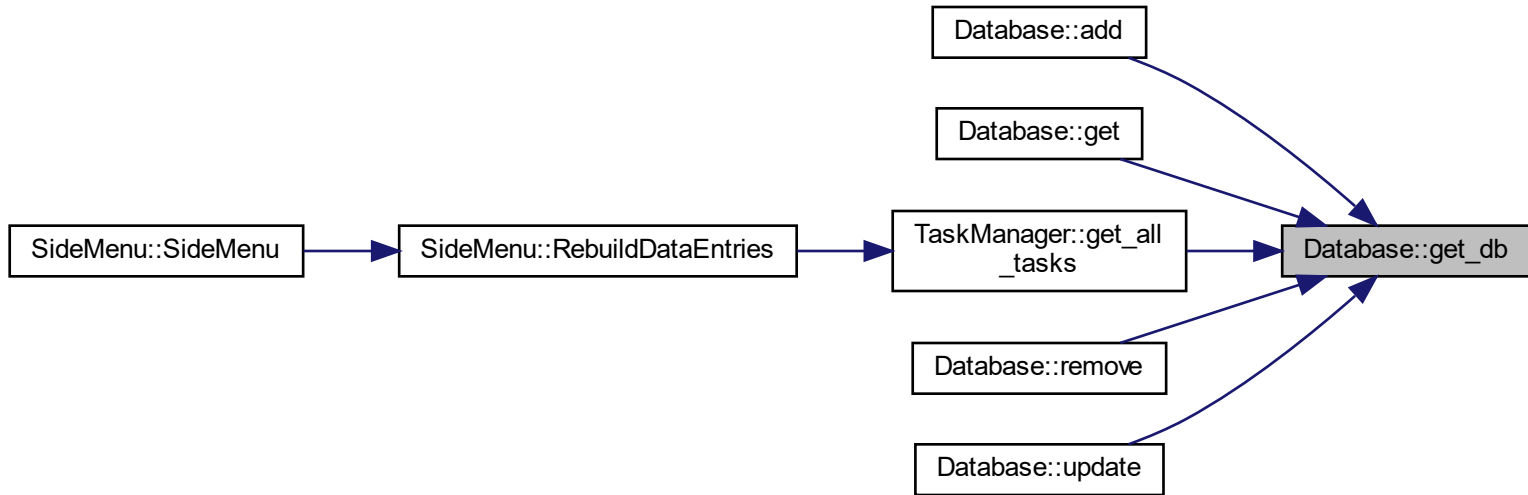 Database::add
Database::get
SideMenu::SideMenu
SideMenu::RebuildDataEntries
TaskManager::get_all
_tasks
Database::get_db
Database::remove
Database::update